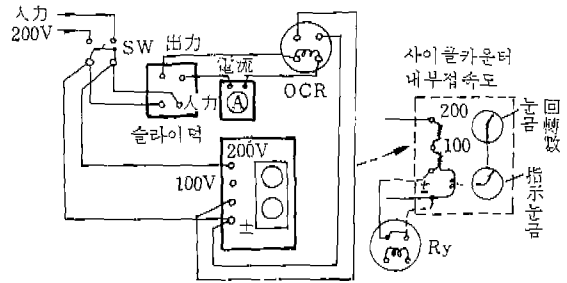 入力
200V
SW
出力
電流
A
入力
슬라이덕
OCR
200V
100V
±
사이클카운터
내부접속도
200
100
±
눈금
回轉数
指示눈금
Ry